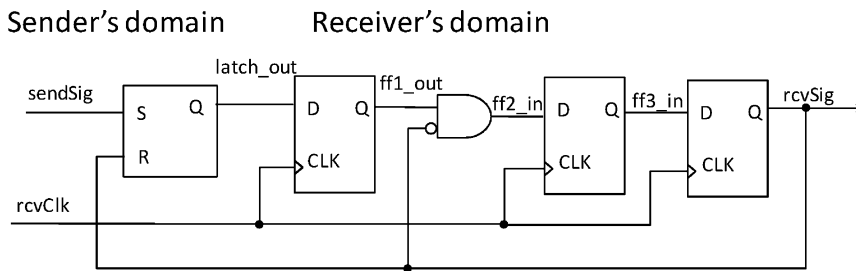 Sender's domain
Receiver's domain
latch_out
sendSig
S
Q
R
D
Q
CLK
ff1_out
ff2_in
D
Q
CLK
ff3_in
D
Q
CLK
rcvSig
rcvClk